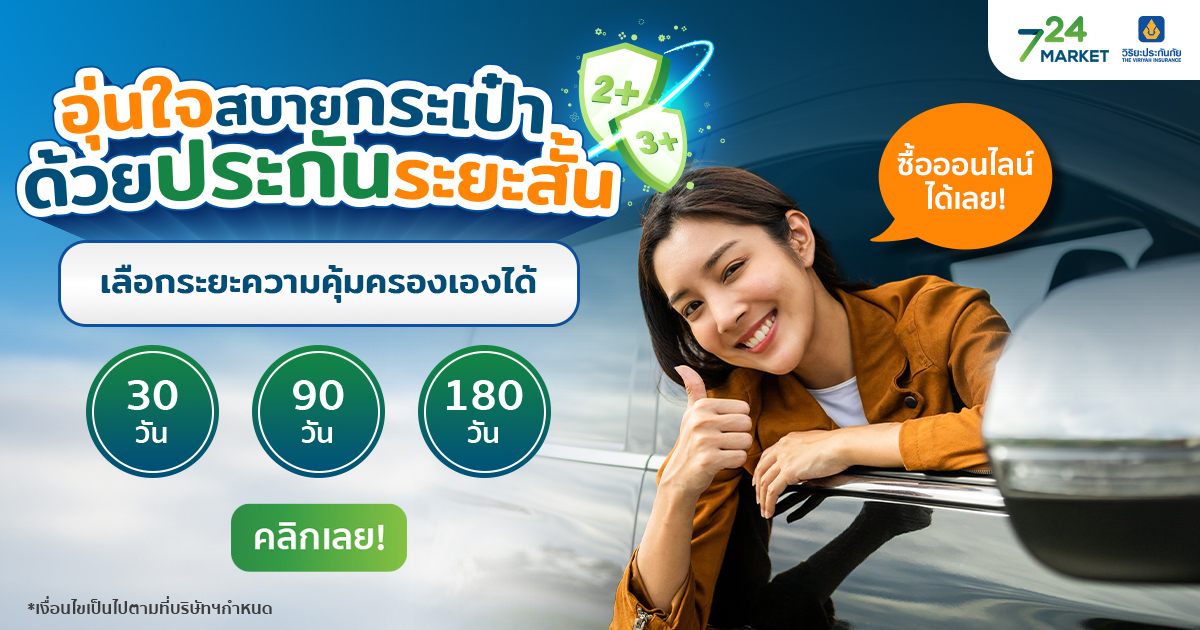 724
MARKET
วิริยะประกันภัย
THE VIRIYAH INSURANCE
อุ่นใจสบายกระเป๋า
ด้วยประกันระยะสั้น
2+
3+
ซื้อออนไลน์
ได้เลย!
เลือกระยะความคุ้มครองเองได้
30
วัน
90
วัน
180
วัน
คลิกเลย!
*เงื่อนไขเป็นไปตามที่บริษัทฯกำหนด